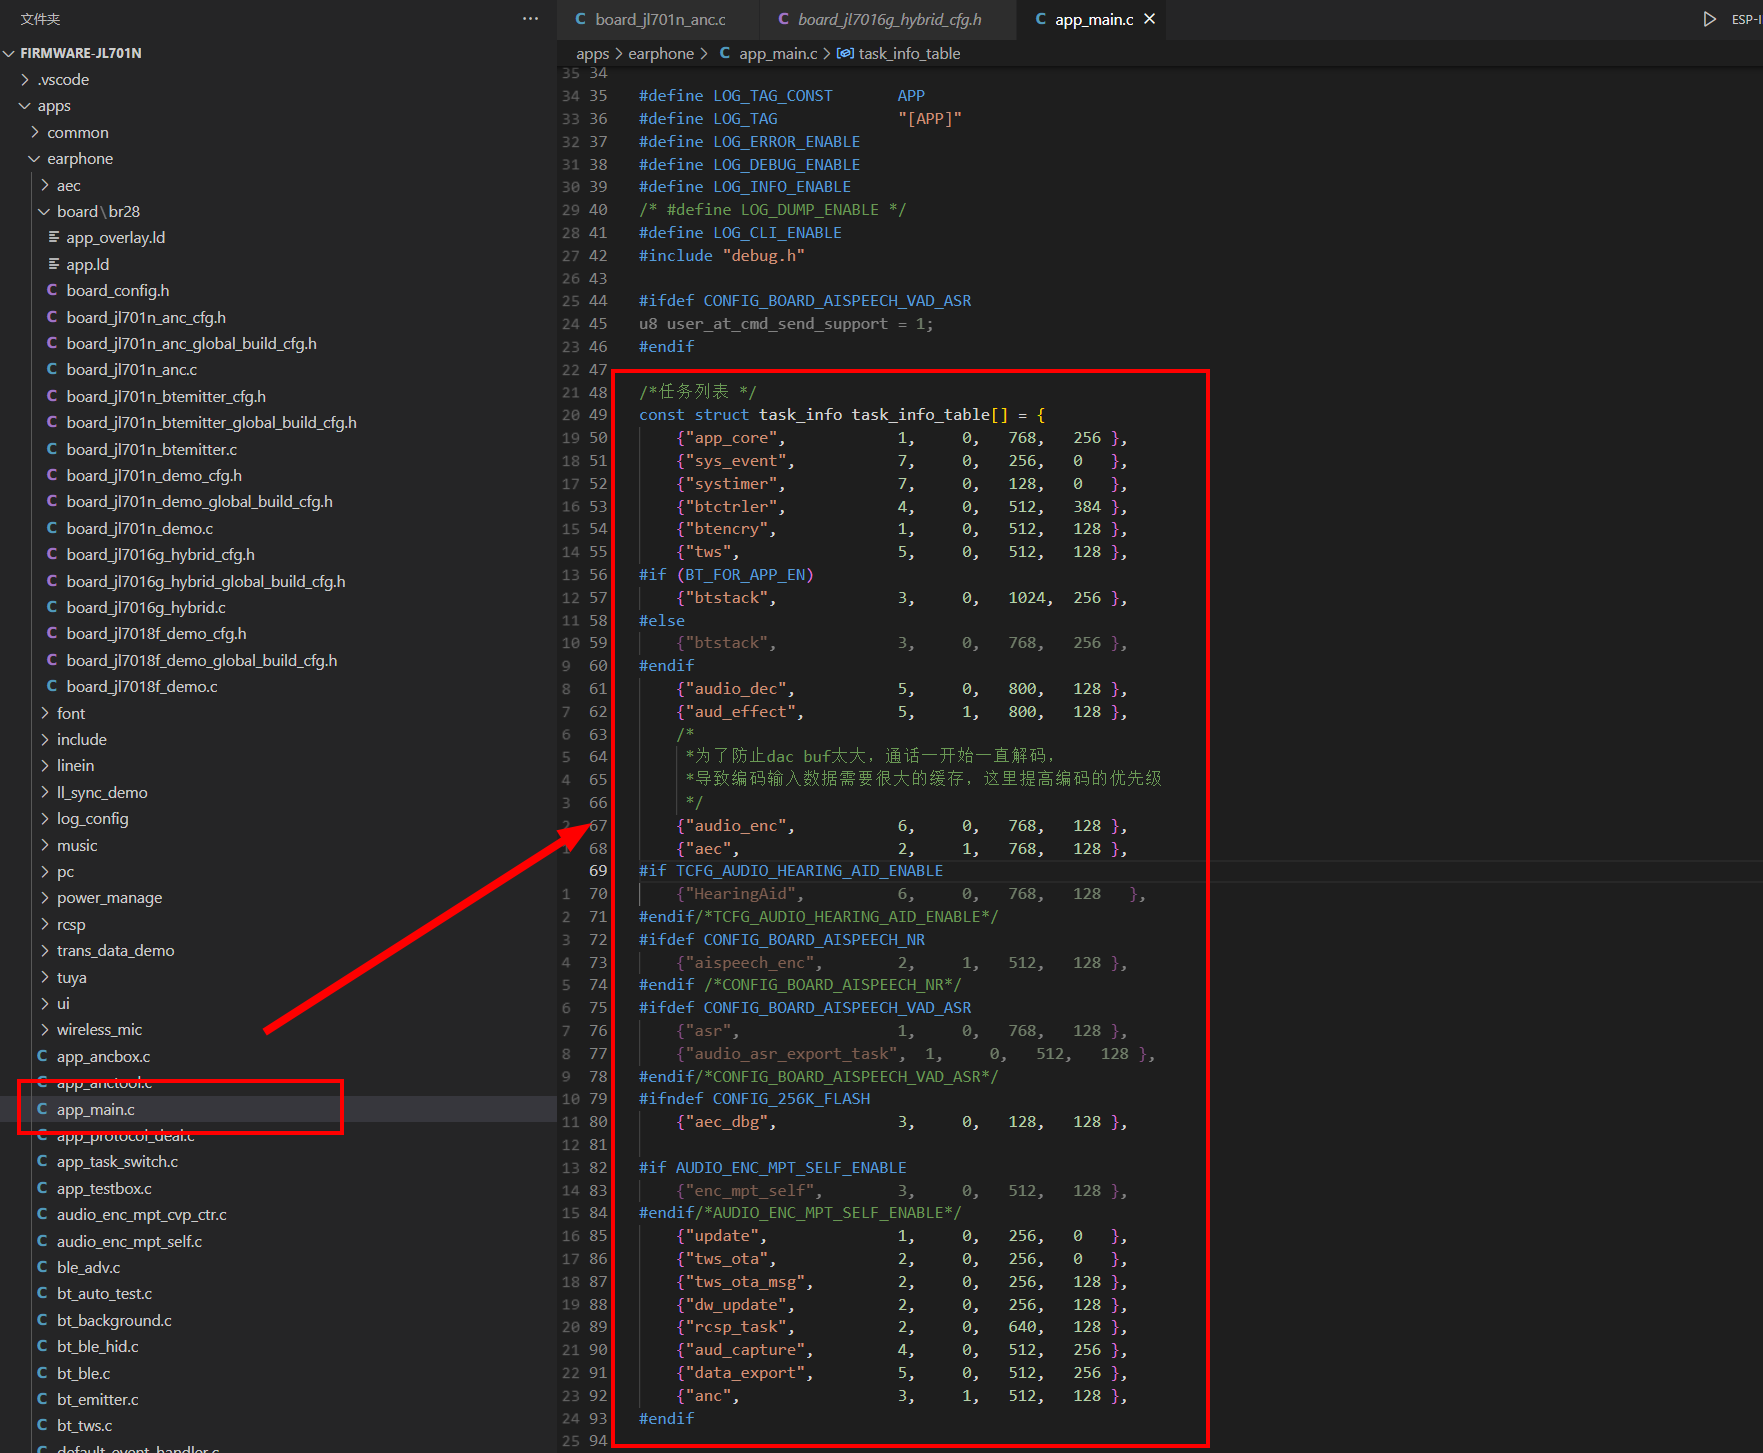 文件夹
···
FIRMWARE-JL701N
.vscode
apps
common
earphone
aec
board\br28
app_overlay.ld
app.ld
C board_config.h
C board_jl701n_anc_cfg.h
C board_jl701n_anc_global_build_cfg.h
C board_jl701n_anc.c
C board_jl701n_btemitter_cfg.h
C board_jl701n_btemitter_global_build_cfg.h
C board_jl701n_btemitter.c
C board_jl701n_demo_cfg.h
C board_jl701n_demo_global_build_cfg.h
C board_jl701n_demo.c
C board_jl7016g_hybrid_cfg.h
C board_jl7016g_hybrid_global_build_cfg.h
C board_jl7016g_hybrid.c
C board_jl7018f_demo_cfg.h
C board_jl7018f_demo_global_build_cfg.h
C board_jl7018f_demo.c
font
include
linein
ll_sync_demo
log_config
music
pc
power_manage
rcsp
trans_data_demo
tuya
ui
wireless_mic
C app_ancbox.c
C app_anctool.c
C app_main.c
C app_protocol_deal.c
C app_task_switch.c
C app_testbox.c
C audio_enc_mpt_cvp_ctr.c
C audio_enc_mpt_self.c
C ble_adv.c
C bt_auto_test.c
C bt_background.c
C bt_ble_hid.c
C bt_ble.c
C bt_emitter.c
C bt_tws.c
C default_event_handler.c
C board_jl701n_anc.c
C board_jl7016g_hybrid_cfg.h
C app_main.c
ESP-I
apps > earphone > C app_main.c > task_info_table
35 34
34 35 #define LOG_TAG_CONST       APP
33 36 #define LOG_TAG             "[APP]"
32 37 #define LOG_ERROR_ENABLE
31 38 #define LOG_DEBUG_ENABLE
30 39 #define LOG_INFO_ENABLE
29 40 /* #define LOG_DUMP_ENABLE */
28 41 #define LOG_CLI_ENABLE
27 42 #include "debug.h"
26 43
25 44 #ifdef CONFIG_BOARD_AISPEECH_VAD_ASR
24 45 u8 user_at_cmd_send_support = 1;
23 46 #endif
22 47
21 48 /*任务列表 */
20 49 const struct task_info task_info_table[] = {
19 50     {"app_core",            1,     0,   768,   256 },
18 51     {"sys_event",           7,     0,   256,   0   },
17 52     {"systimer",            7,     0,   128,   0   },
16 53     {"btctrler",            4,     0,   512,   384 },
15 54     {"btencry",             1,     0,   512,   128 },
14 55     {"tws",                 5,     0,   512,   128 },
13 56 #if (BT_FOR_APP_EN)
12 57     {"btstack",             3,     0,   1024,  256 },
11 58 #else
10 59     {"btstack",             3,     0,   768,   256 },
9 60 #endif
8 61     {"audio_dec",           5,     0,   800,   128 },
7 62     {"aud_effect",          5,     1,   800,   128 },
6 63     /*
5 64      *为了防止dac buf太大，通话一开始一直解码，
4 65      *导致编码输入数据需要很大的缓存，这里提高编码的优先级
3 66      */
2 67     {"audio_enc",           6,     0,   768,   128 },
1 68     {"aec",                 2,     1,   768,   128 },
69 #if TCFG_AUDIO_HEARING_AID_ENABLE
1 70     {"HearingAid",          6,     0,   768,   128   },
2 71 #endif/*TCFG_AUDIO_HEARING_AID_ENABLE*/
3 72 #ifdef CONFIG_BOARD_AISPEECH_NR
4 73     {"aispeech_enc",        2,     1,   512,   128 },
5 74 #endif /*CONFIG_BOARD_AISPEECH_NR*/
6 75 #ifdef CONFIG_BOARD_AISPEECH_VAD_ASR
7 76     {"asr",                 1,     0,   768,   128 },
8 77     {"audio_asr_export_task",  1,     0,   512,   128 },
9 78 #endif/*CONFIG_BOARD_AISPEECH_VAD_ASR*/
10 79 #ifndef CONFIG_256K_FLASH
11 80     {"aec_dbg",             3,     0,   128,   128 },
12 81
13 82 #if AUDIO_ENC_MPT_SELF_ENABLE
14 83     {"enc_mpt_self",        3,     0,   512,   128 },
15 84 #endif/*AUDIO_ENC_MPT_SELF_ENABLE*/
16 85     {"update",              1,     0,   256,   0   },
17 86     {"tws_ota",             2,     0,   256,   0   },
18 87     {"tws_ota_msg",         2,     0,   256,   128 },
19 88     {"dw_update",           2,     0,   256,   128 },
20 89     {"rcsp_task",           2,     0,   640,   128 },
21 90     {"aud_capture",         4,     0,   512,   256 },
22 91     {"data_export",         5,     0,   512,   256 },
23 92     {"anc",                 3,     1,   512,   128 },
24 93 #endif
25 94